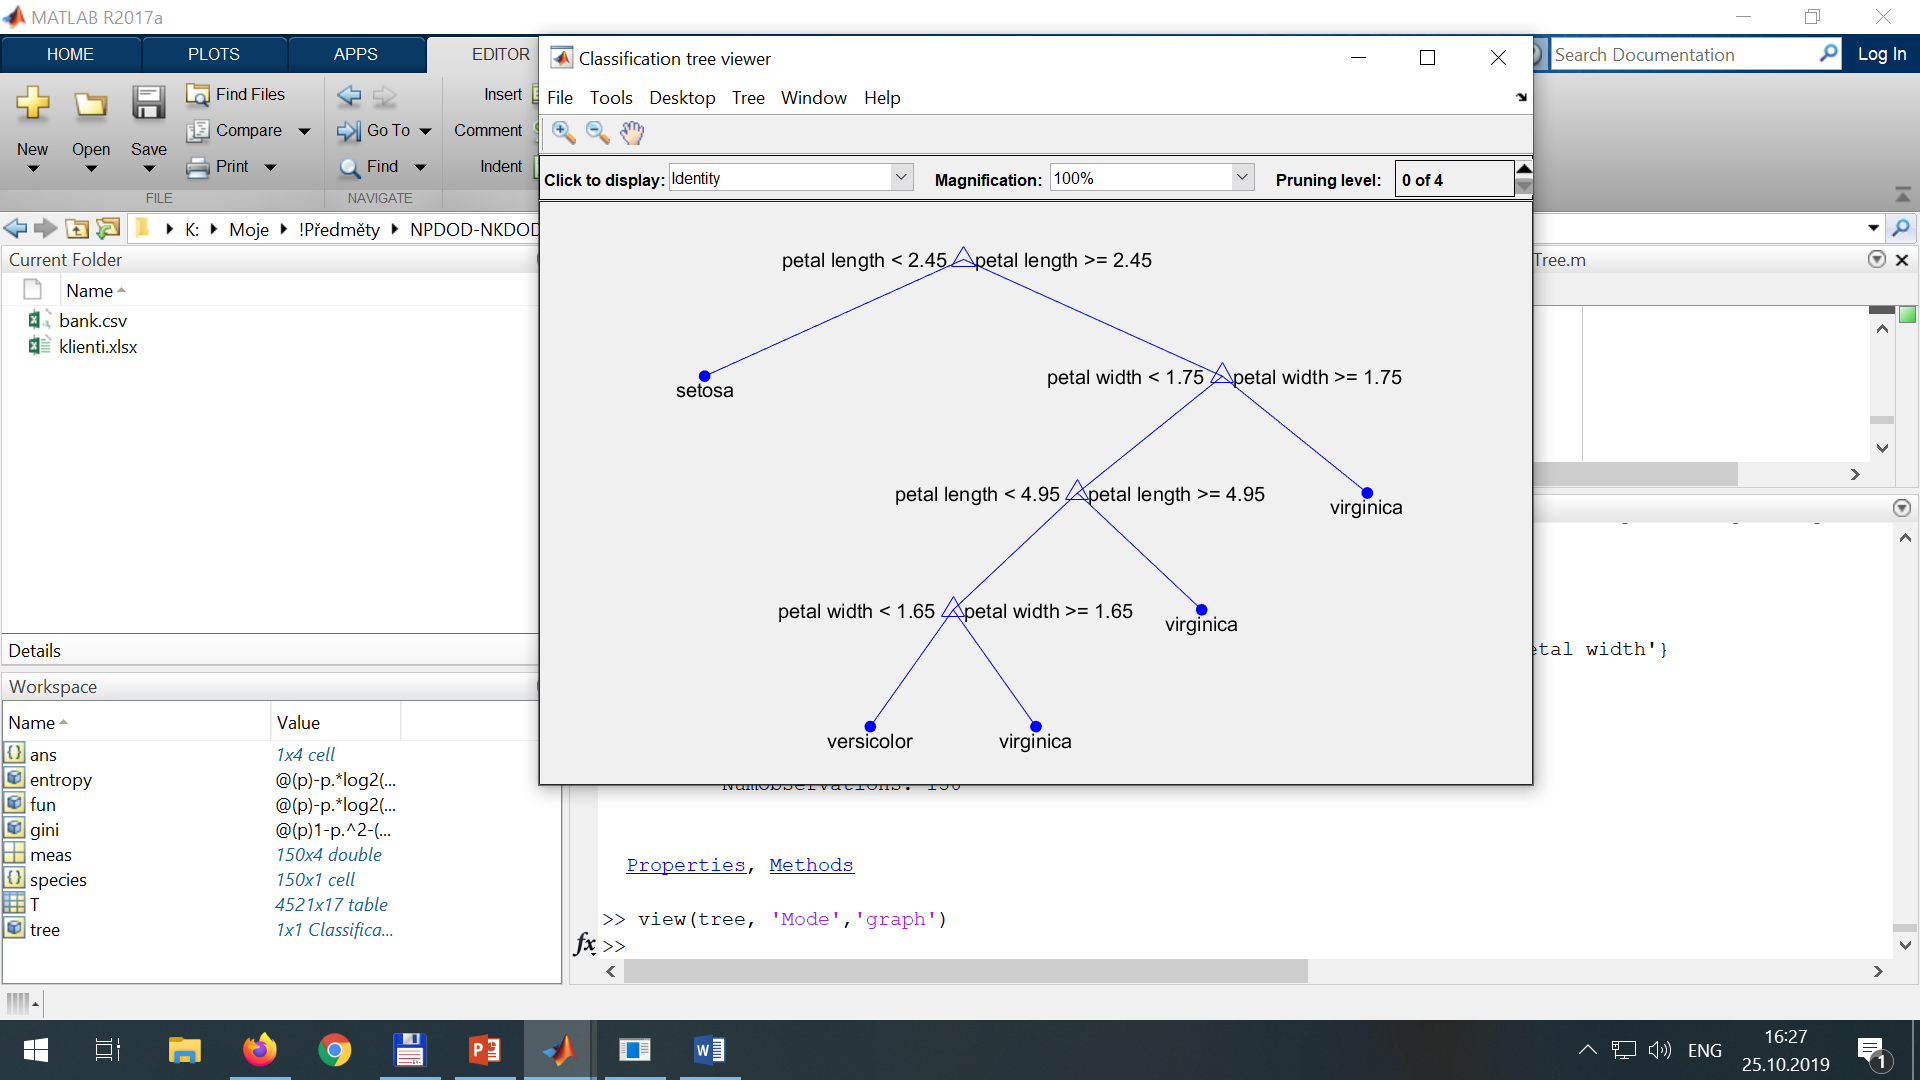 MATLAB R2017a
HOME PLOTS APPS EDITOR
Search Documentation Log In
New Open Save Find Files Compare Print
FILE
Go To Find
NAVIGATE
Insert
Comment
Indent
K: Moje !Předměty NPDOD-NKDOD
Current Folder
Name
bank.csv
klienti.xlsx
Details
Workspace
Name Value
ans 1x4 cell
entropy @(p)-p.*log2(...
fun @(p)-p.*log2(...
gini @(p)1-p.^2-(...
meas 150x4 double
species 150x1 cell
T 4521x17 table
tree 1x1 Classifica...
Classification tree viewer
File Tools Desktop Tree Window Help
Click to display: Identity Magnification: 100% Pruning level: 0 of 4
petal length < 2.45 petal length >= 2.45
setosa
petal width < 1.75 petal width >= 1.75
petal length < 4.95 petal length >= 4.95
virginica
petal width < 1.65 petal width >= 1.65
virginica
versicolor virginica
Tree.m
etal width'}
NumObservations: 150
Properties, Methods
>> view(tree, 'Mode','graph')
fx >>
ENG
16:27
25.10.2019
1